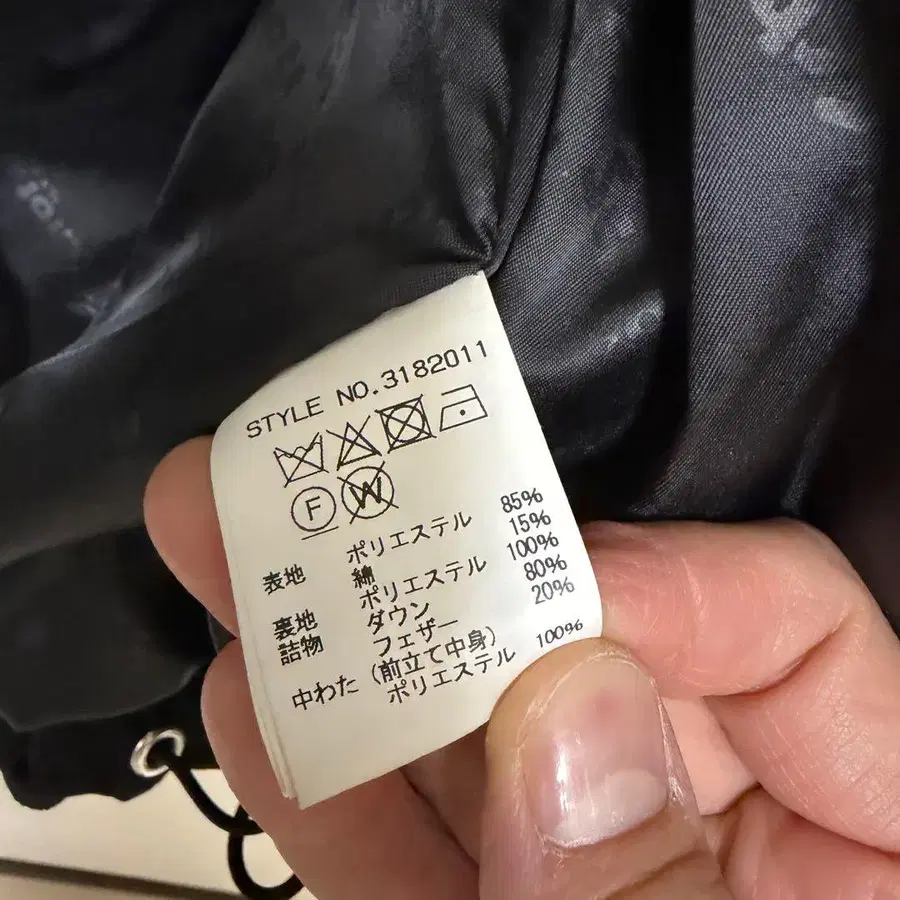 STYLE NO.3182011
F W
表地 ポリエステル 85%
綿 15%
裏地 ポリエステル 100%
詰物 ダウン 80%
フェザー 20%
中わた (前立て中身)
ポリエステル 100%